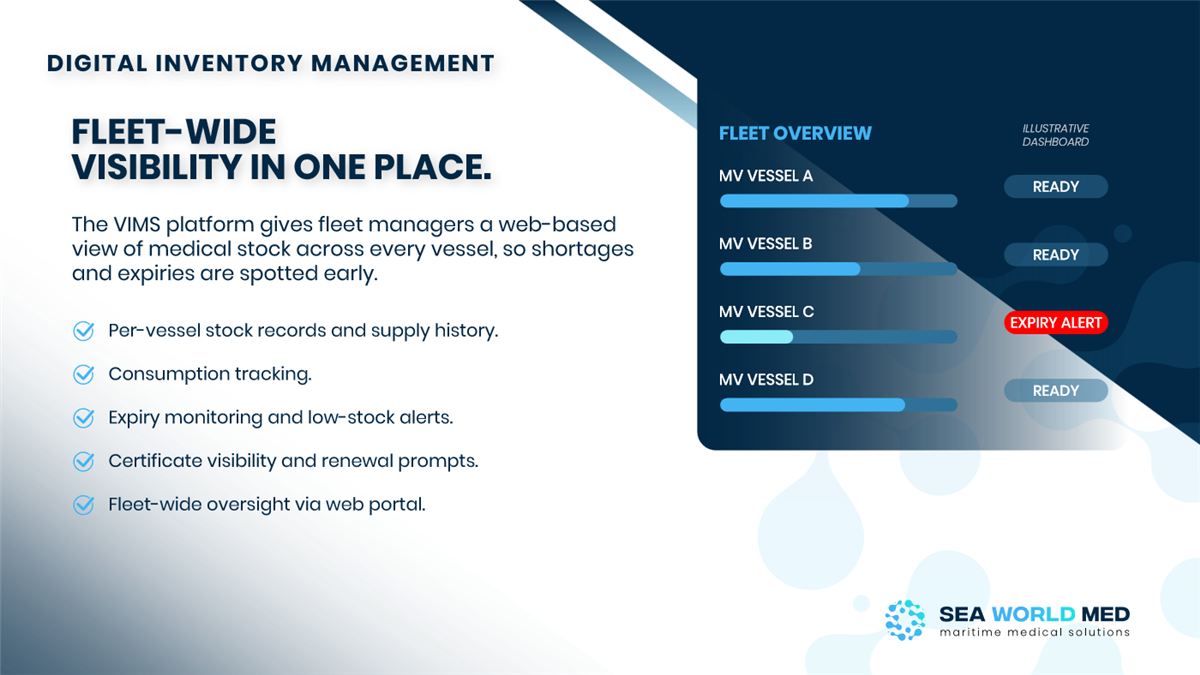 DIGITAL INVENTORY MANAGEMENT
FLEET-WIDE
VISIBILITY IN ONE PLACE.
The VIMS platform gives fleet managers a web-based
view of medical stock across every vessel, so shortages
and expiries are spotted early.
Per-vessel stock records and supply history.
Consumption tracking.
Expiry monitoring and low-stock alerts.
Certificate visibility and renewal prompts.
Fleet-wide oversight via web portal.
FLEET OVERVIEW
ILLUSTRATIVE
DASHBOARD
MV VESSEL A
READY
MV VESSEL B
READY
MV VESSEL C
EXPIRY ALERT
MV VESSEL D
READY
SEA WORLD MED
maritime medical solutions